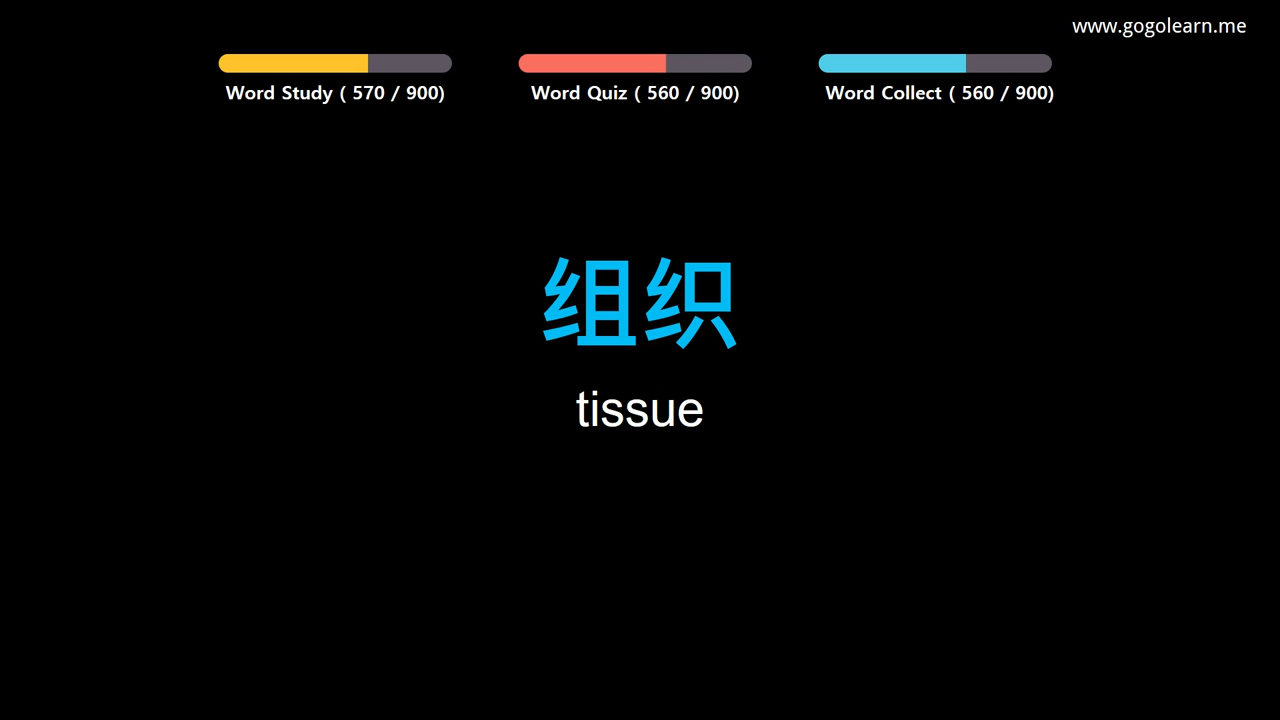 www.gogolearn.me
Word Study ( 570 / 900)
Word Quiz ( 560 / 900)
Word Collect ( 560 / 900)
组织
tissue